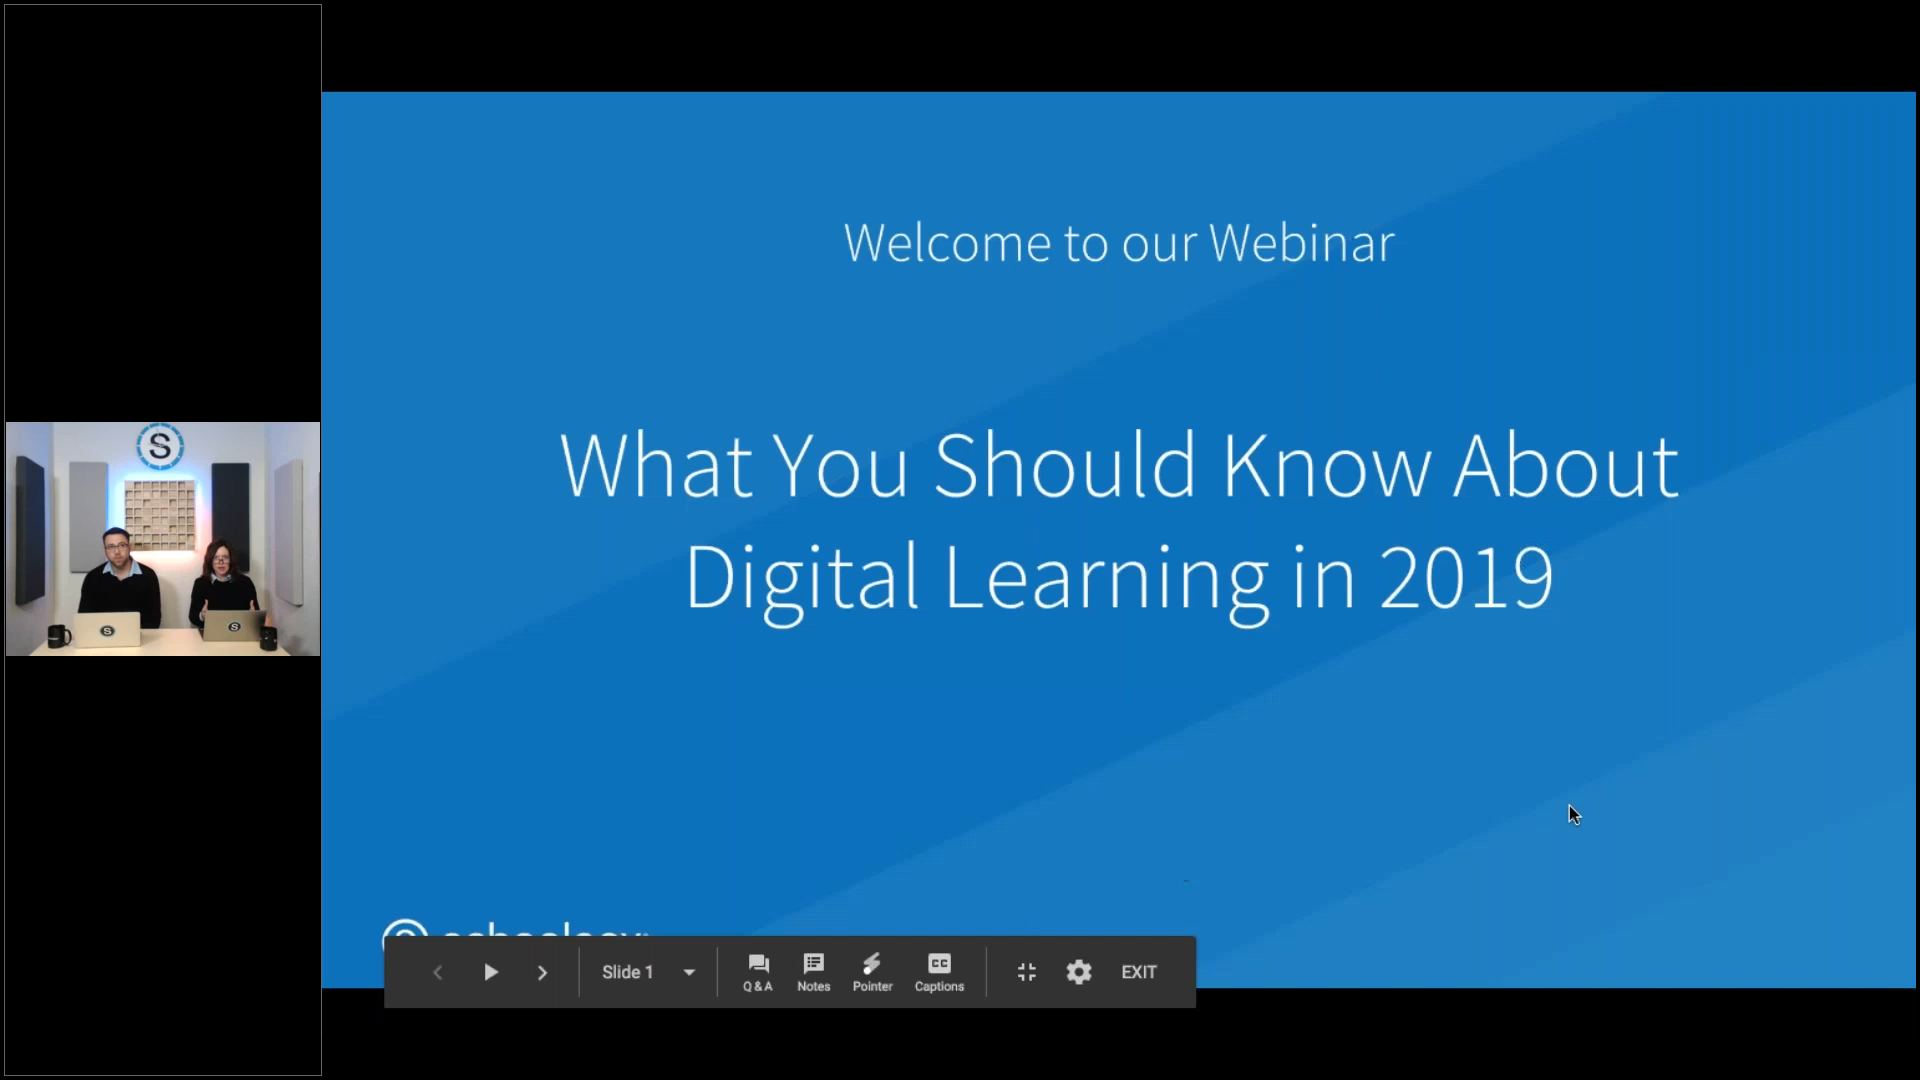 Welcome to our Webinar
What You Should Know About
Digital Learning in 2019
S
S
S
Slide 1
Q & A
Notes
Pointer
CC
Captions
EXIT